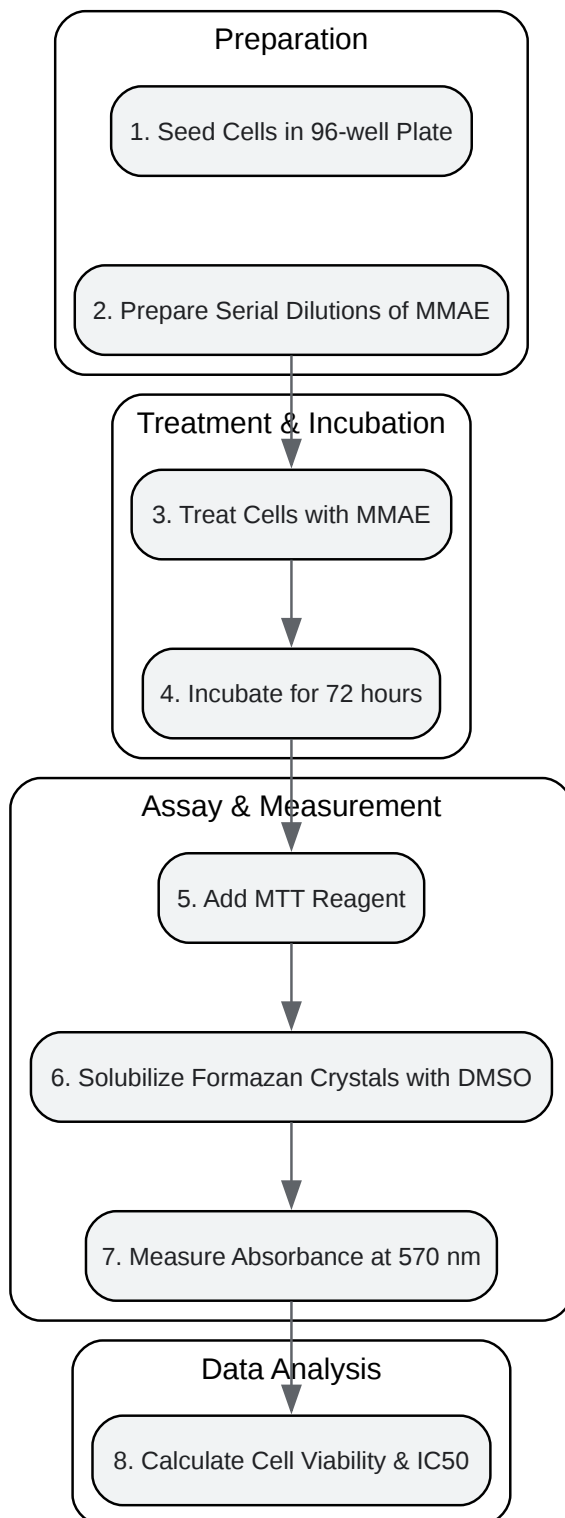 Preparation
1. Seed Cells in 96-well Plate
2. Prepare Serial Dilutions of MMAE
Treatment & Incubation
3. Treat Cells with MMAE
4. Incubate for 72 hours
Assay & Measurement
5. Add MTT Reagent
6. Solubilize Formazan Crystals with DMSO
7. Measure Absorbance at 570 nm
Data Analysis
8. Calculate Cell Viability & IC50